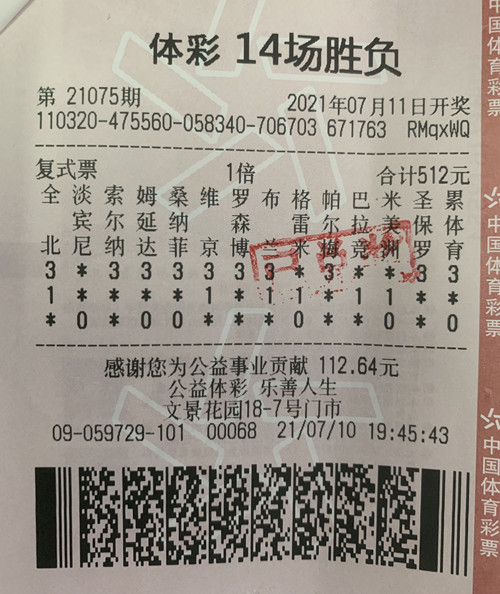 体彩 14场胜负
第 21075期 2021年07月11日开奖
110320-475560-058340-706703 671763 RMqxWQ
复式票 1倍 合计512元
全 淡 索 姆 桑 维 罗 布 格 帕 巴 米 圣 累
宾 尔 延 纳 森 雷 尔 拉 美 保 体
北 尼 纳 达 菲 京 博 兰 米 梅 竞 洲 罗 育
3 * 3 3 3 3 3 3 * 3 * * 3 3
1 * * * * 1 * 1 * * 1 1 * *
* 0 * 0 0 * * * 0 * * 0 * 0
感谢您为公益事业贡献 112.64元
公益体彩 乐善人生
文景花园18-7号门市
09-059729-101 00068 21/07/10 19:45:43
中国体育彩票
中国体育彩票
中国体育彩票